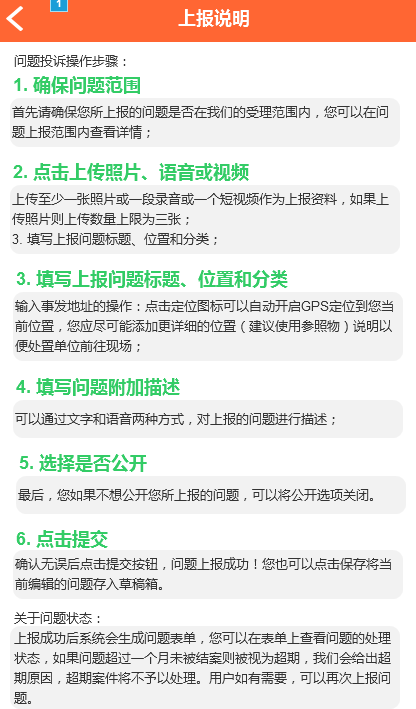 1
上报说明
问题投诉操作步骤：
1. 确保问题范围
首先请确保您所上报的问题是否在我们的受理范围内，您可以在问
题上报范围内查看详情；
2. 点击上传照片、语音或视频
上传至少一张照片或一段录音或一个短视频作为上报资料，如果上
传照片则上传数量上限为三张；
3. 填写上报问题标题、位置和分类；
3. 填写上报问题标题、位置和分类
输入事发地址的操作：点击定位图标可以自动开启GPS定位到您当
前位置，您应尽可能添加更详细的位置（建议使用参照物）说明以
便处置单位前往现场；
4. 填写问题附加描述
可以通过文字和语音两种方式，对上报的问题进行描述；
5. 选择是否公开
最后，您如果不想公开您所上报的问题，可以将公开选项关闭。
6. 点击提交
确认无误后点击提交按钮，问题上报成功！您也可以点击保存将当
前编辑的问题存入草稿箱。
关于问题状态：
上报成功后系统会生成问题表单，您可以在表单上查看问题的处理
状态，如果问题超过一个月未被结案则被视为超期，我们会给出超
期原因，超期案件将不予以处理。用户如有需要，可以再次上报问
题。